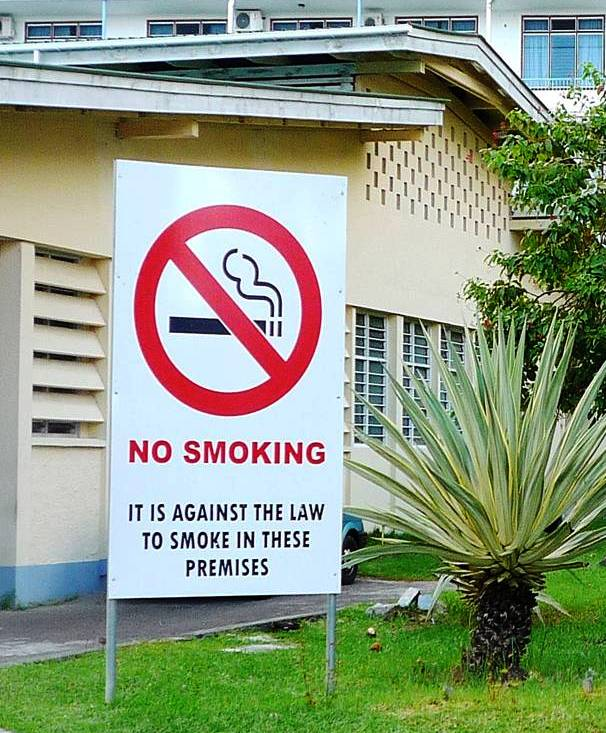 NO SMOKING
IT IS AGAINST THE LAW
TO SMOKE IN THESE
PREMISES